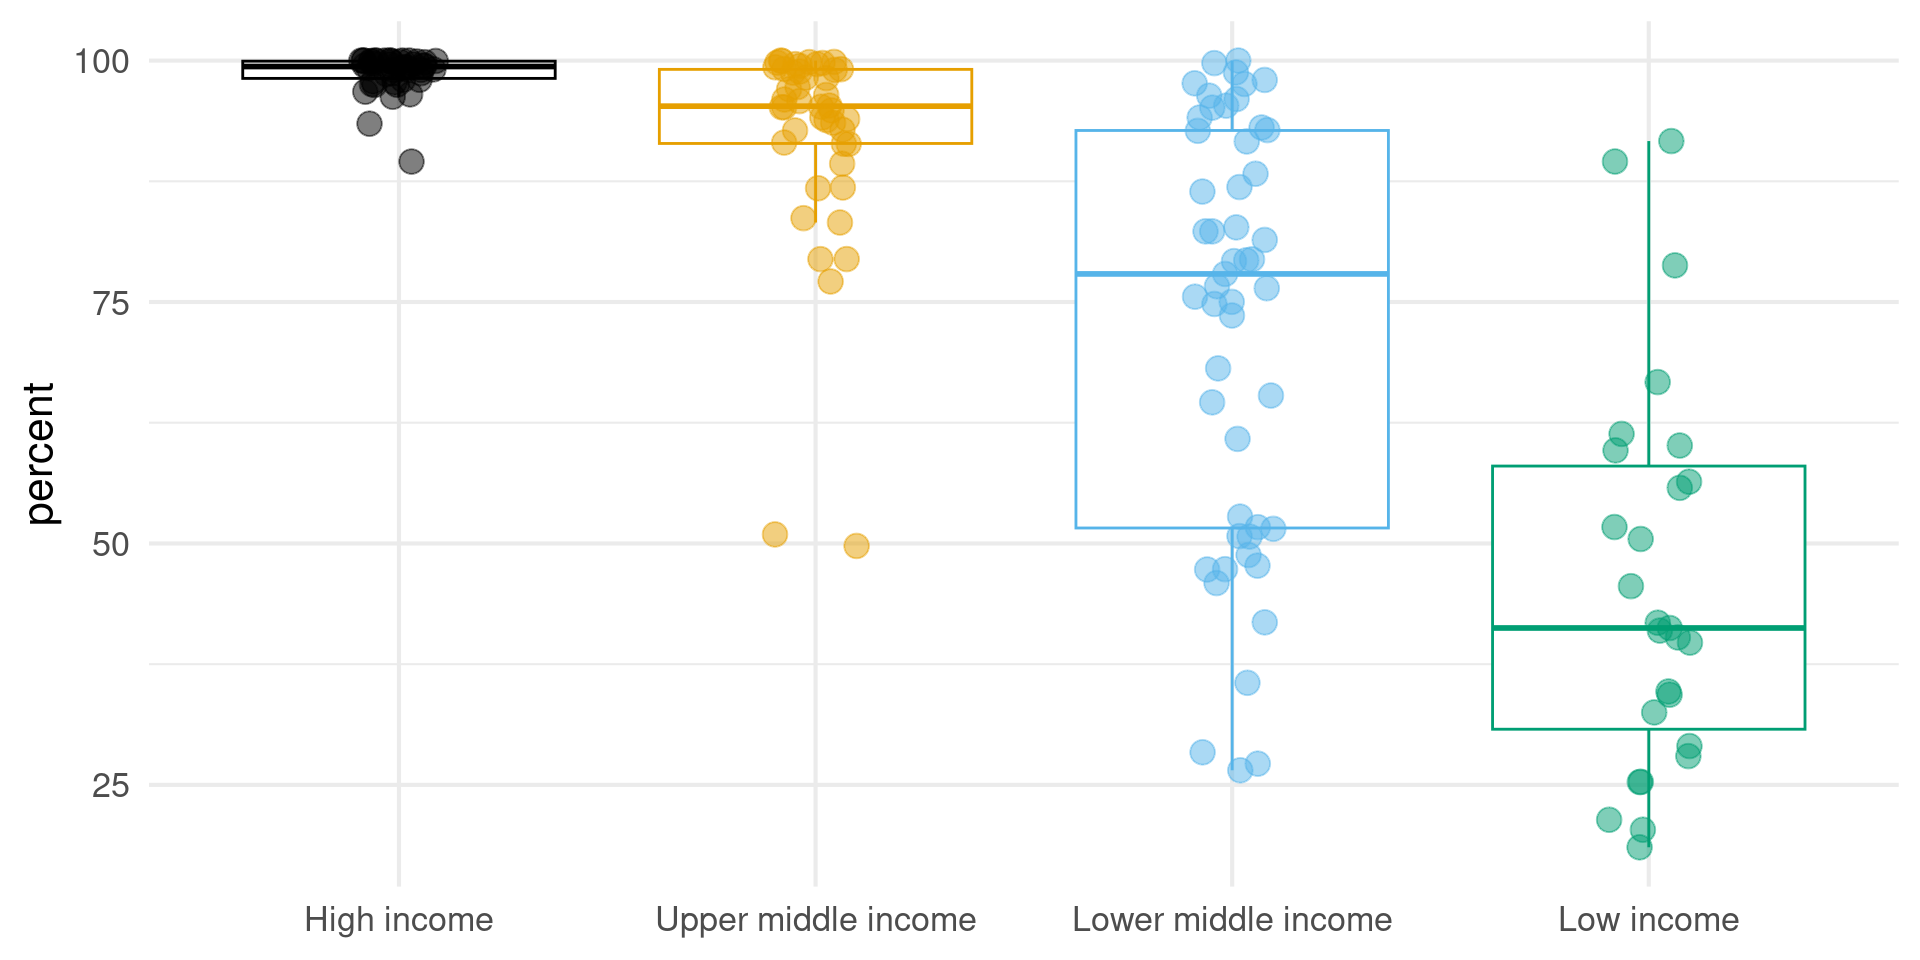 percent
100
75
50
25
High income
Upper middle income
Lower middle income
Low income